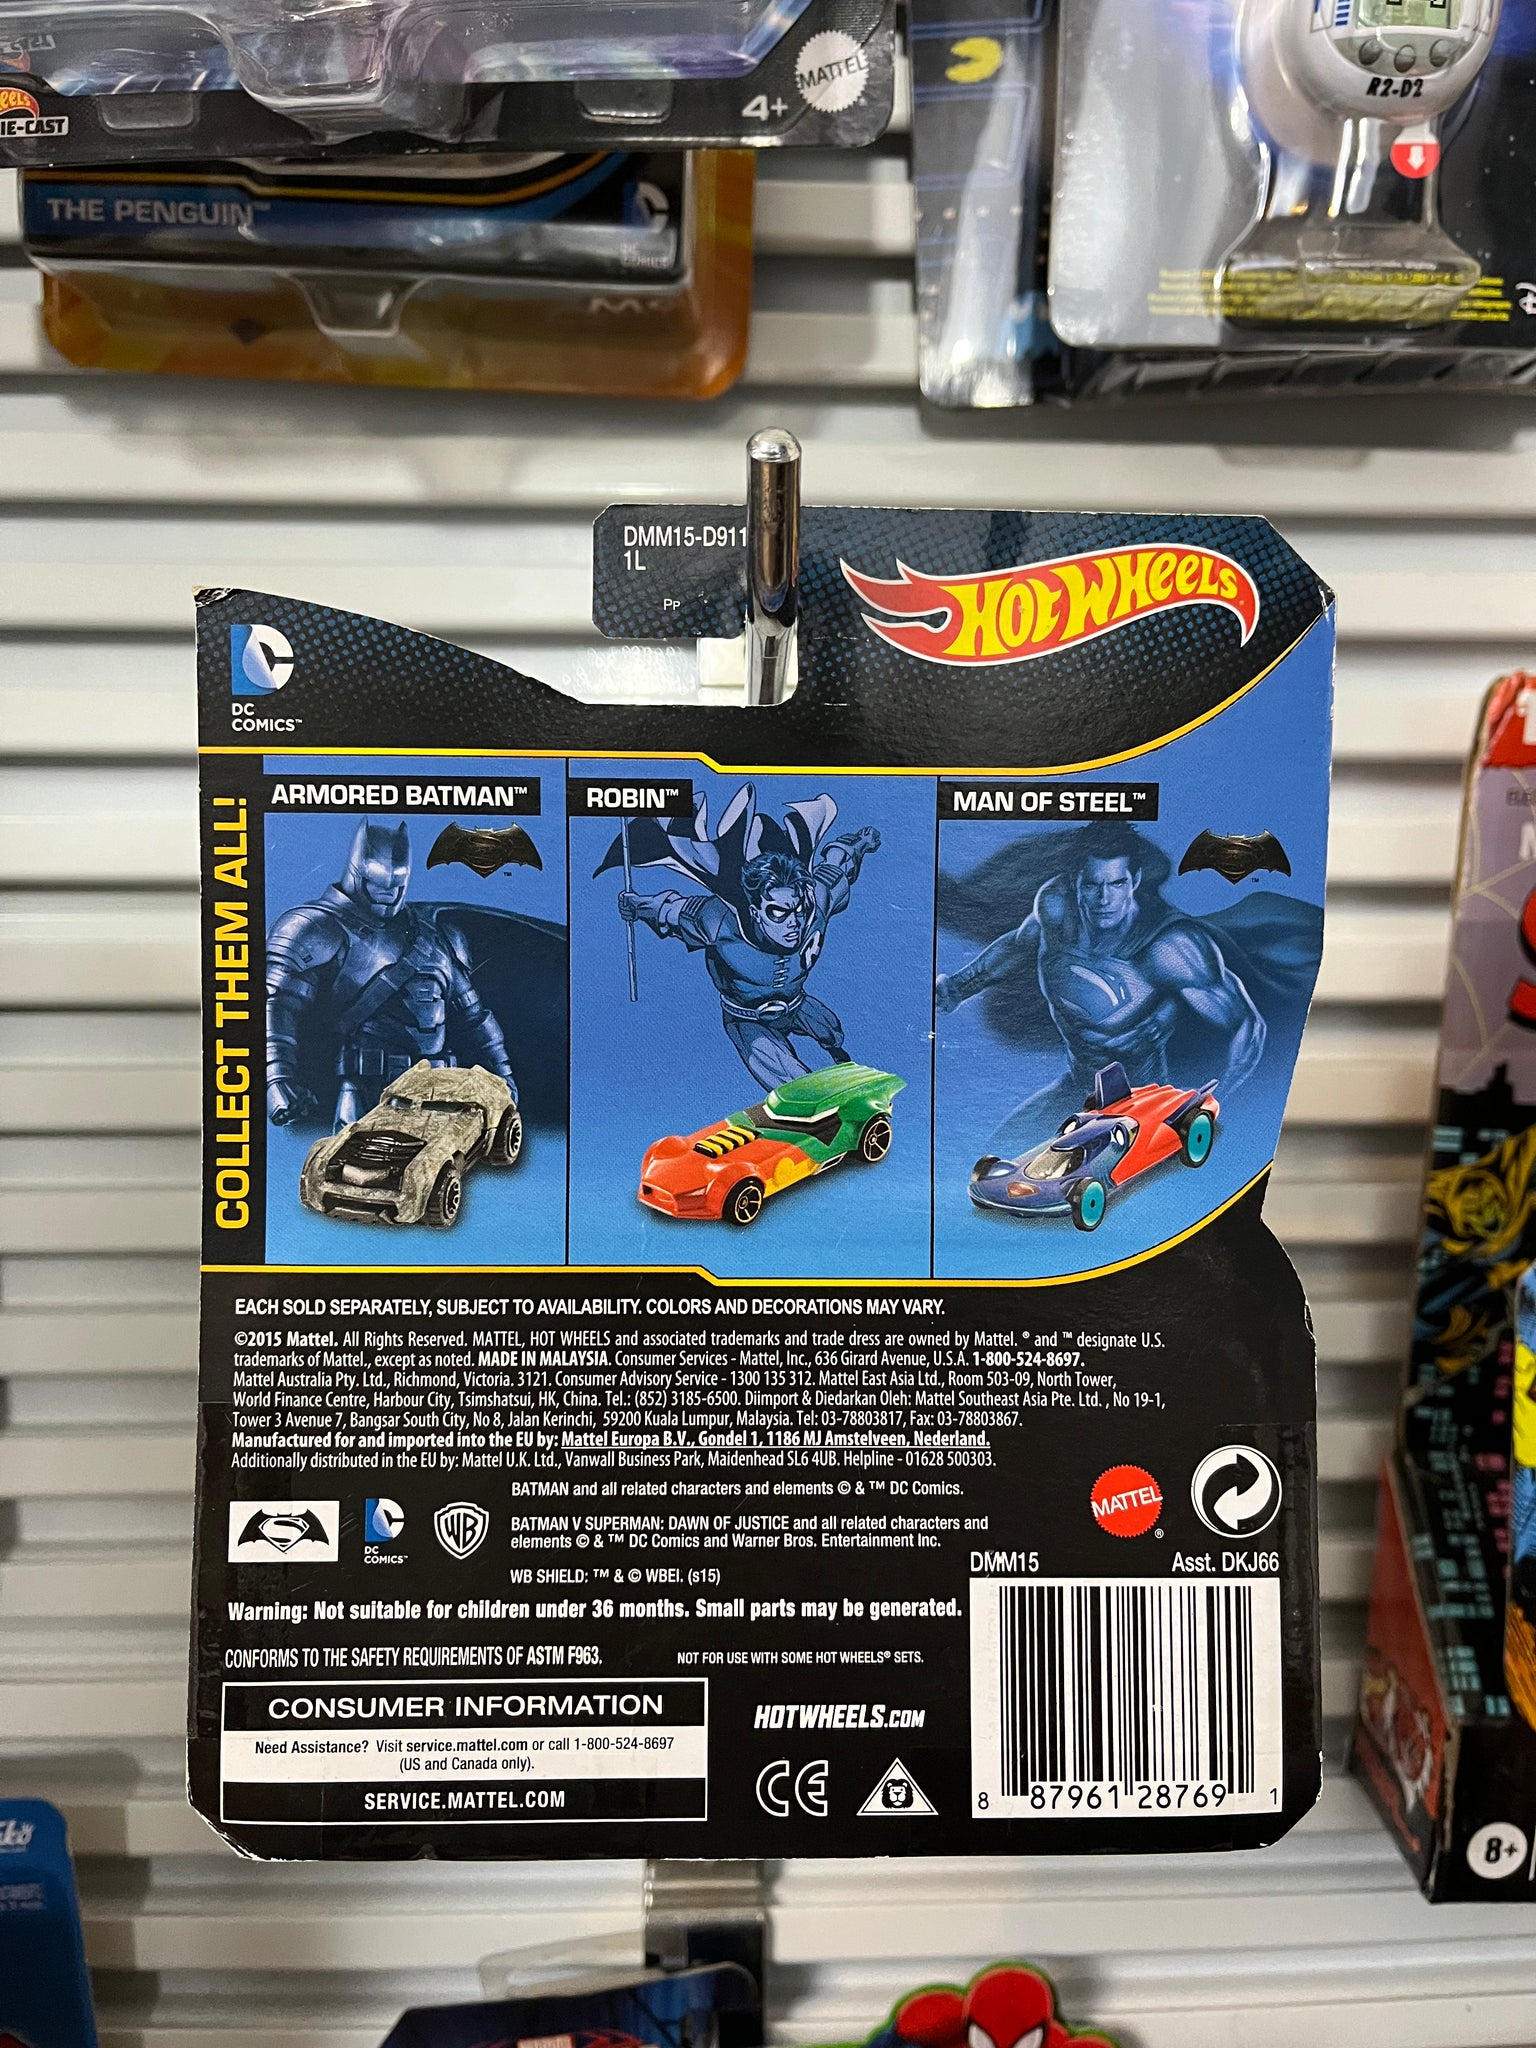 MATTEL
4+
IE-CAST
THE PENGUIN™
R2-D2
DMM15-D911
1L
HOT WHEELS
DC
COMICS™
COLLECT THEM ALL!
ARMORED BATMAN™
ROBIN™
MAN OF STEEL™
EACH SOLD SEPARATELY, SUBJECT TO AVAILABILITY. COLORS AND DECORATIONS MAY VARY.
©2015 Mattel. All Rights Reserved. MATTEL, HOT WHEELS and associated trademarks and trade dress are owned by Mattel. ® and ™ designate U.S.
trademarks of Mattel., except as noted. MADE IN MALAYSIA. Consumer Services - Mattel, Inc., 636 Girard Avenue, U.S.A. 1-800-524-8697.
Mattel Australia Pty. Ltd., Richmond, Victoria. 3121. Consumer Advisory Service - 1300 135 312. Mattel East Asia Ltd., Room 503-09, North Tower,
World Finance Centre, Harbour City, Tsimshatsui, HK, China. Tel.: (852) 3185-6500. Diimport & Diedarkan Oleh: Mattel Southeast Asia Pte. Ltd. , No 19-1,
Tower 3 Avenue 7, Bangsar South City, No 8, Jalan Kerinchi, 59200 Kuala Lumpur, Malaysia. Tel: 03-78803817, Fax: 03-78803867.
Manufactured for and imported into the EU by: Mattel Europa B.V., Gondel 1, 1186 MJ Amstelveen, Nederland.
Additionally distributed in the EU by: Mattel U.K. Ltd., Vanwall Business Park, Maidenhead SL6 4UB. Helpline - 01628 500303.
BATMAN and all related characters and elements © & ™ DC Comics.
BATMAN V SUPERMAN: DAWN OF JUSTICE and all related characters and
elements © & ™ DC Comics and Warner Bros. Entertainment Inc.
WB SHIELD: ™ & © WBEI. (s15)
DC
COMICS™
WB
MATTEL®
DMM15 Asst. DKJ66
Warning: Not suitable for children under 36 months. Small parts may be generated.
CONFORMS TO THE SAFETY REQUIREMENTS OF ASTM F963.
NOT FOR USE WITH SOME HOT WHEELS® SETS.
CONSUMER INFORMATION
Need Assistance? Visit service.mattel.com or call 1-800-524-8697
(US and Canada only).
SERVICE.MATTEL.COM
HOTWHEELS.COM
CE
8 87961 28769 1
8+